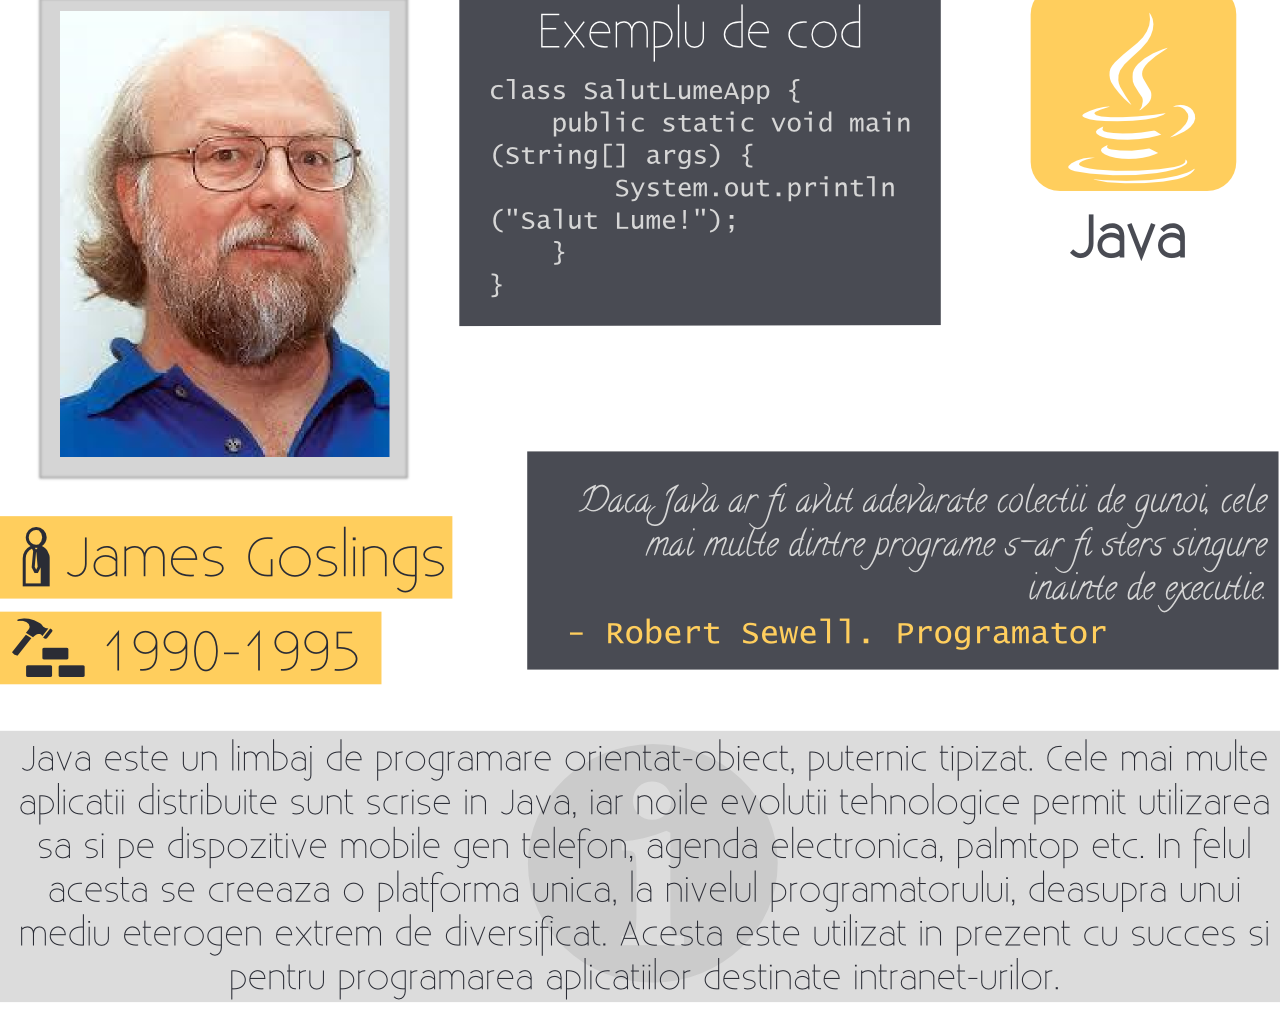 Exemplu de cod
class SalutLumeApp {
    public static void main
(String[] args) {
        System.out.println
("Salut Lume!");
    }
}
Java
Daca Java ar fi avut adevarate colectii de gunoi, cele
mai multe dintre programe s-ar fi sters singure
inainte de executie.
- Robert Sewell. Programator
James Goslings
1990-1995
Java este un limbaj de programare orientat-obiect, puternic tipizat. Cele mai multe
aplicatii distribuite sunt scrise in Java, iar noile evolutii tehnologice permit utilizarea
sa si pe dispozitive mobile gen telefon, agenda electronica, palmtop etc. In felul
acesta se creeaza o platforma unica, la nivelul programatorului, deasupra unui
mediu eterogen extrem de diversificat. Acesta este utilizat in prezent cu succes si
pentru programarea aplicatiilor destinate intranet-urilor.